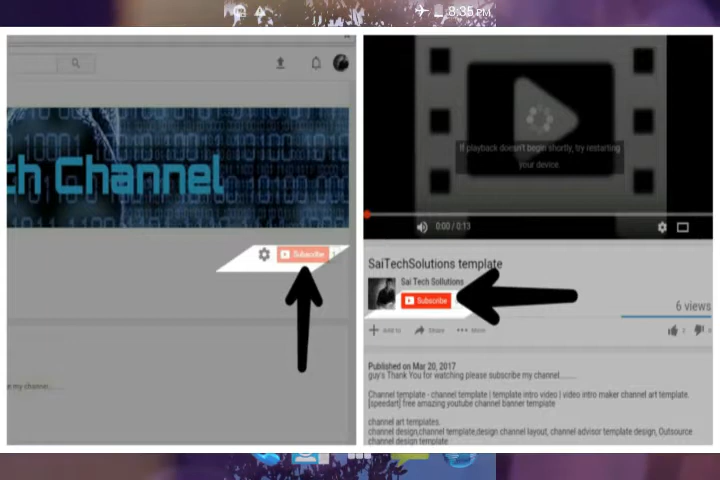 8:35 PM
ch Channel
Subscribe
e my channel......
If playback doesn't begin shortly, try restarting
your device.
0:00 / 0:13
SaiTechSolutions template
Sai Tech Sollutions
Subscribe
6 views
Add to
Share
More
Published on Mar 20, 2017
guy's Thank You for watching please subscribe my channel........
Channel template - channel template | template intro video | video intro maker channel art template.
[speedart] free amazing youtube channel banner template
channel art templates.
channel design,channel template,design channel layout, channel advisor template design, Outsource
channel design template